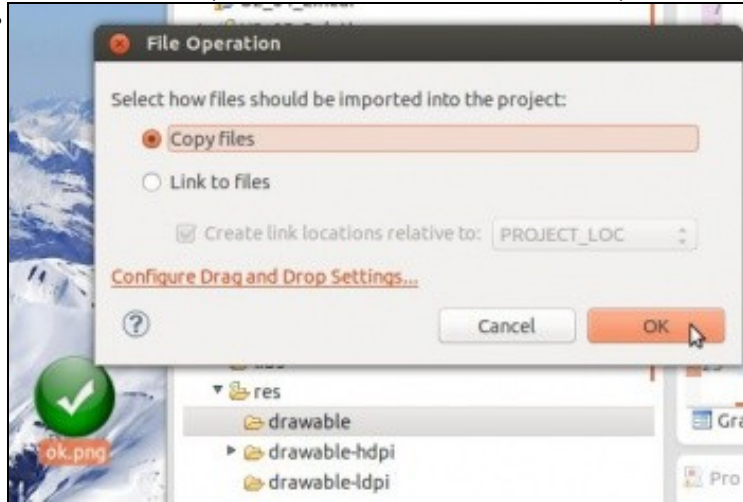 File Operation
Select how files should be imported into the project:
Copy files
Link to files
Create link locations relative to: PROJECT_LOC
Configure Drag and Drop Settings...
Cancel OK
res
drawable
drawable-hdpi
drawable-ldpi
ok.png
Gra
Pro